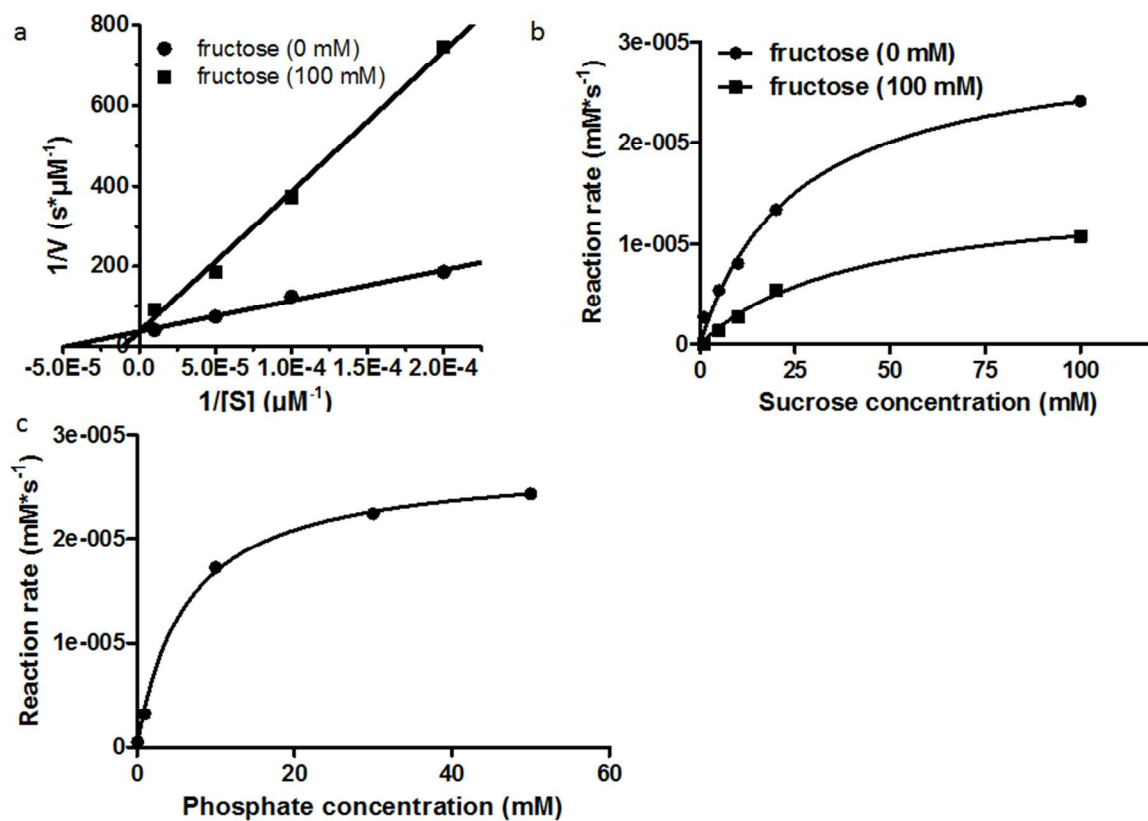 a
800
600
400
200
0
-5.0E-5 0.0 5.0E-5 1.0E-4 1.5E-4 2.0E-4
1/V (s*µM⁻¹)
1/[S] (µM⁻¹)
fructose (0 mM)
fructose (100 mM)
b
3e-005
2e-005
1e-005
0
0 25 50 75 100
Reaction rate (mM*s⁻¹)
Sucrose concentration (mM)
fructose (0 mM)
fructose (100 mM)
c
3e-005
2e-005
1e-005
0
0 20 40 60
Reaction rate (mM*s⁻¹)
Phosphate concentration (mM)